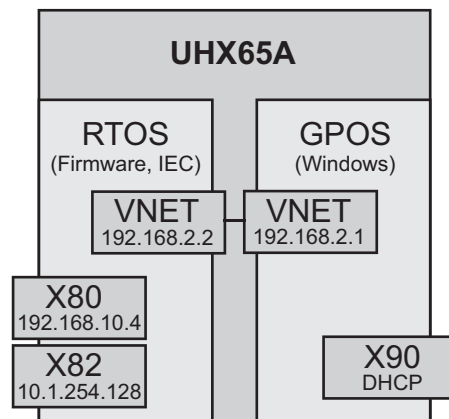 UHX65A
RTOS
(Firmware, IEC)
GPOS
(Windows)
VNET
192.168.2.2
VNET
192.168.2.1
X80
192.168.10.4
X82
10.1.254.128
X90
DHCP